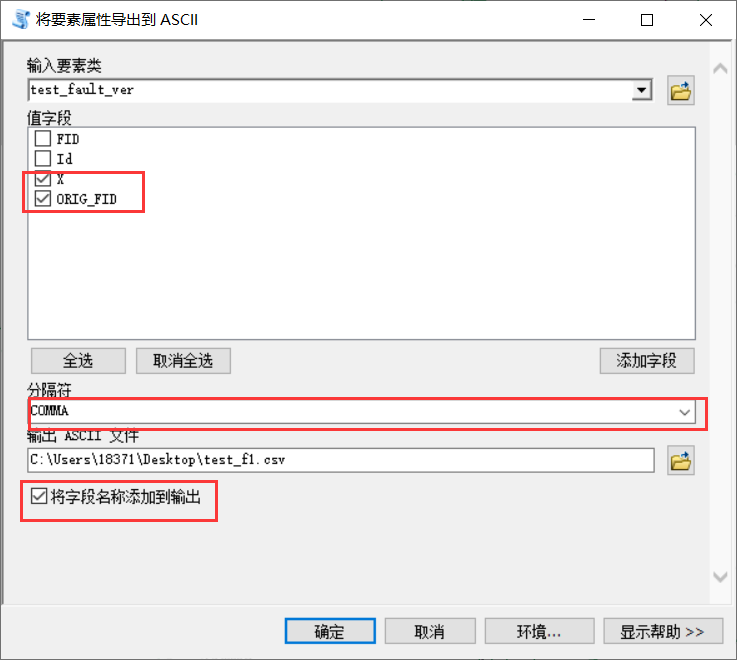 将要素属性导出到 ASCII
输入要素类
test_fault_ver
值字段
FID
Id
X
ORIG_FID
全选 取消全选 添加字段
分隔符
COMMA
输出 ASCII 文件
C:\Users\18371\Desktop\test_f1.csv
将字段名称添加到输出
确定 取消 环境... 显示帮助 >>